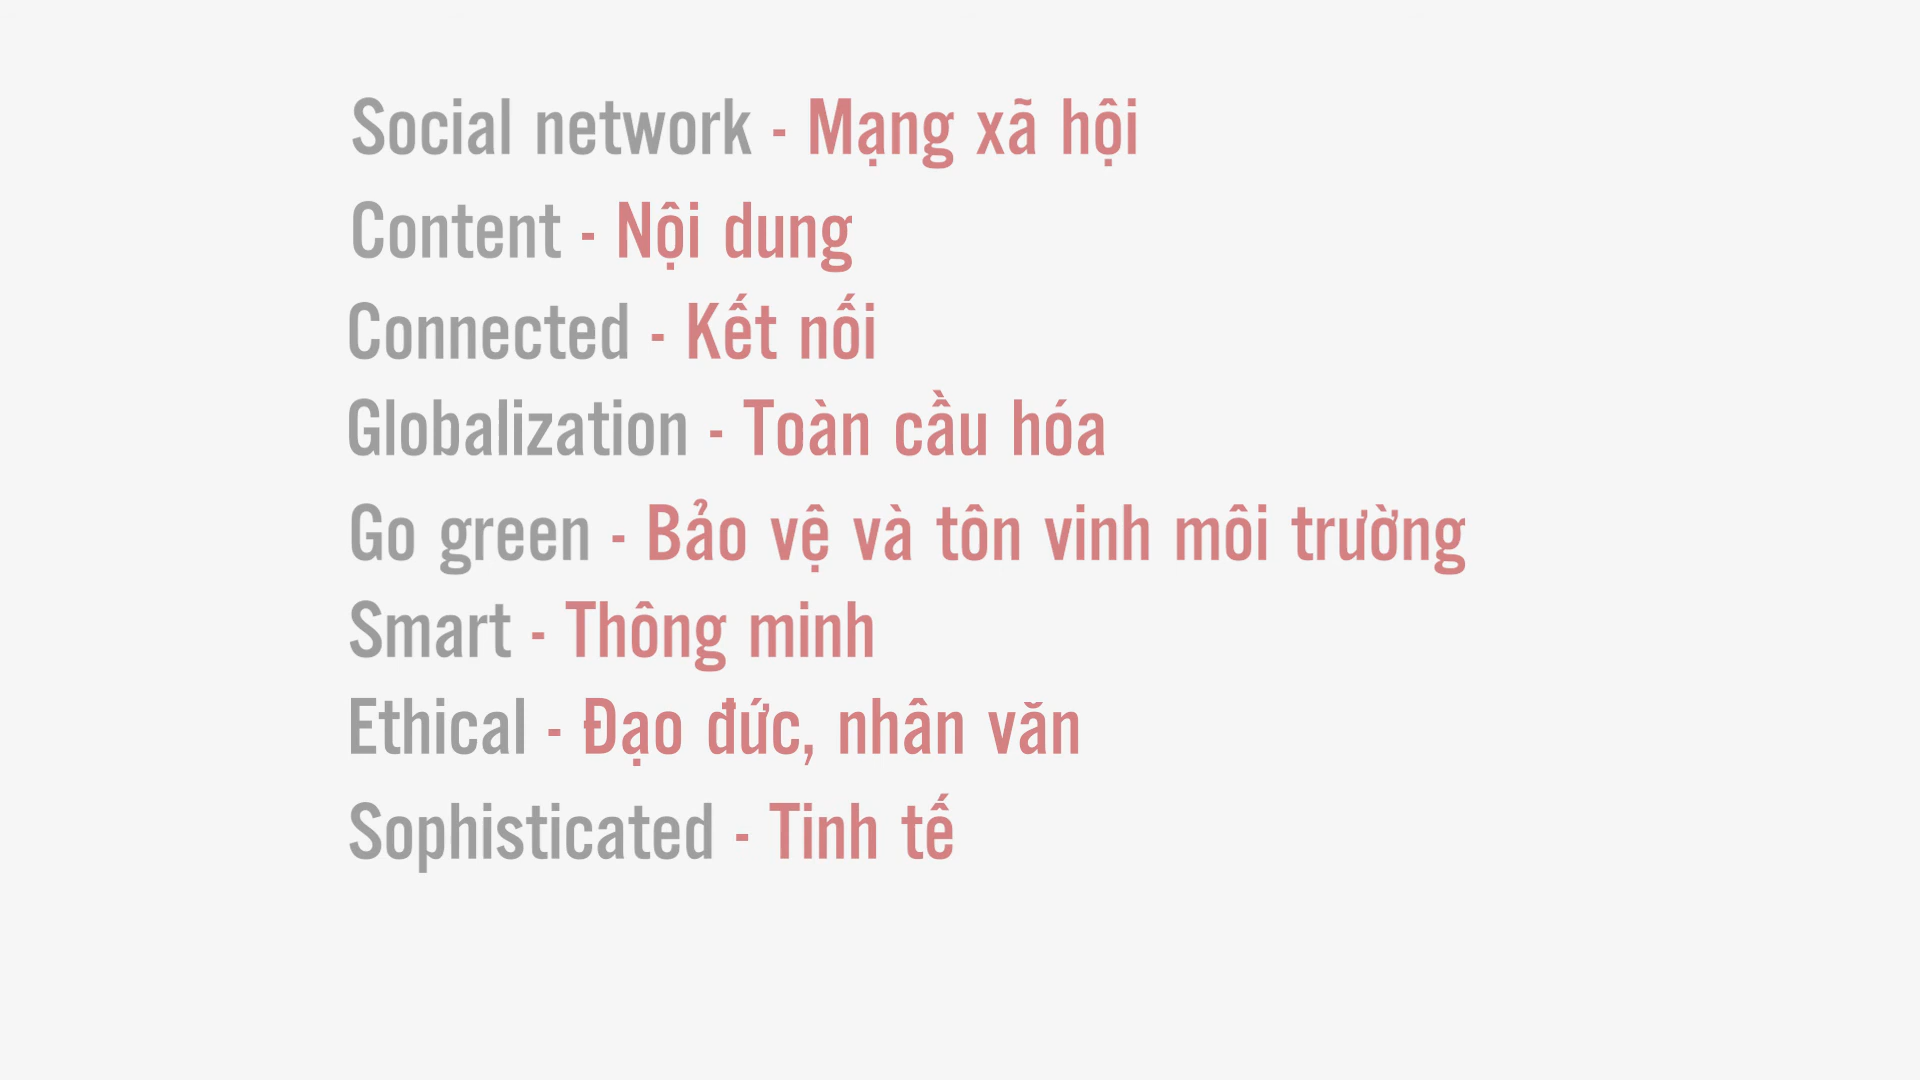 Social network - Mạng xã hội
Content - Nội dung
Connected - Kết nối
Globalization - Toàn cầu hóa
Go green - Bảo vệ và tôn vinh môi trường
Smart - Thông minh
Ethical - Đạo đức, nhân văn
Sophisticated - Tinh tế